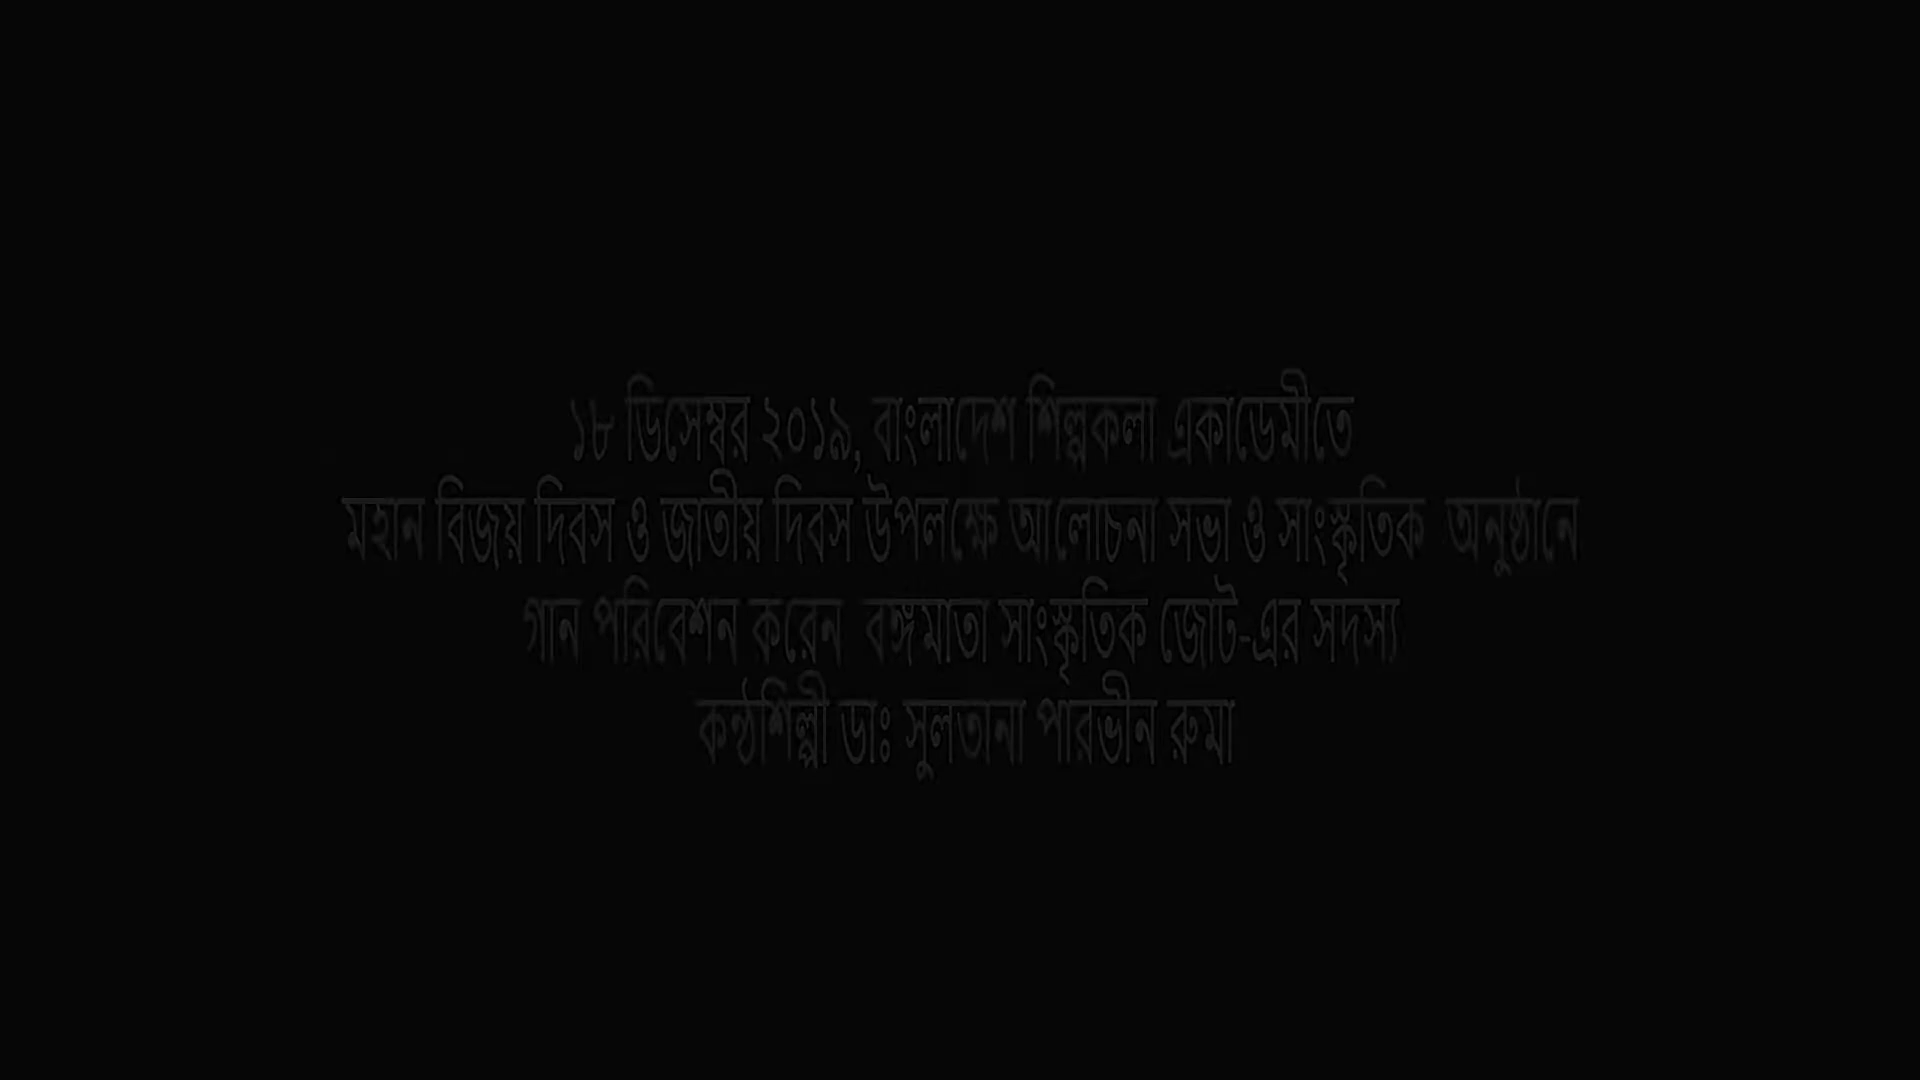 ১৮ ডিসেম্বর ২০১৯, বাংলাদেশ শিল্পকলা একাডেমীতে
মহান বিজয় দিবস ও জাতীয় দিবস উপলক্ষে আলোচনা সভা ও সাংস্কৃতিক অনুষ্ঠানে
গান পরিবেশন করেন বঙ্গমাতা সাংস্কৃতিক জোট-এর সদস্য
কন্ঠশিল্পী ডাঃ সুলতানা পারভীন রুমা